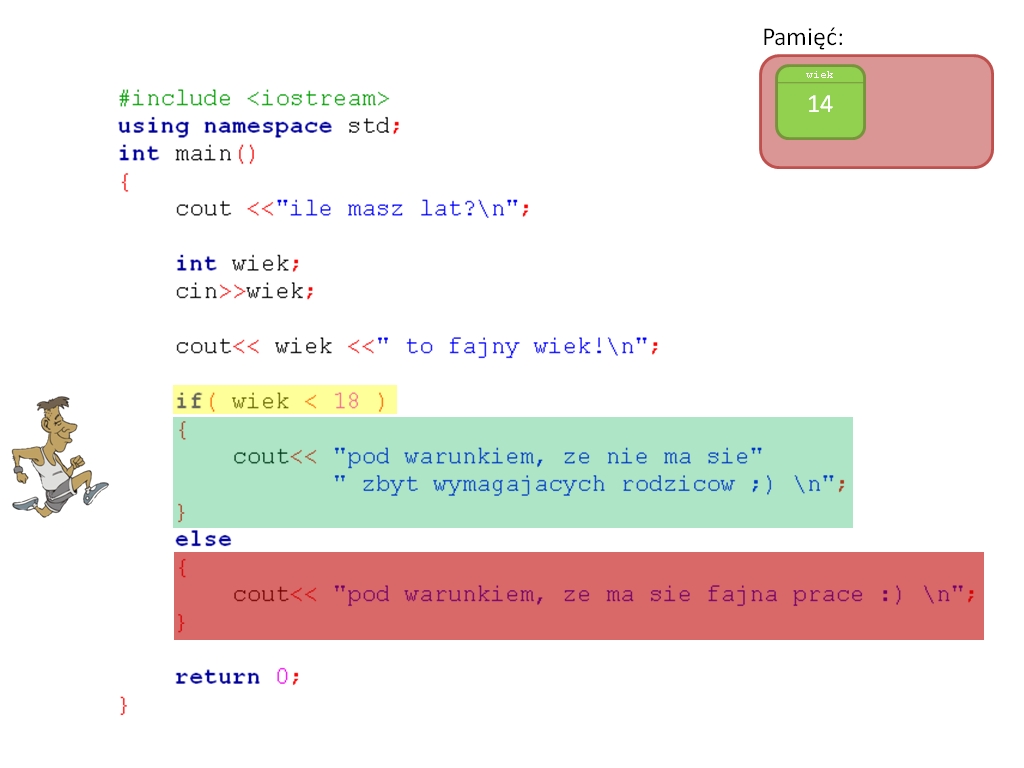 Pamięć:
wiek
14
#include <iostream>
using namespace std;
int main()
{
    cout <<"ile masz lat?\n";
    int wiek;
    cin>>wiek;
    cout<< wiek <<" to fajny wiek!\n";
    if( wiek < 18 )
    {
        cout<< "pod warunkiem, ze nie ma sie"
               " zbyt wymagajacych rodzicow ;) \n";
    }
    else
    {
        cout<< "pod warunkiem, ze ma sie fajna prace :) \n";
    }
    return 0;
}